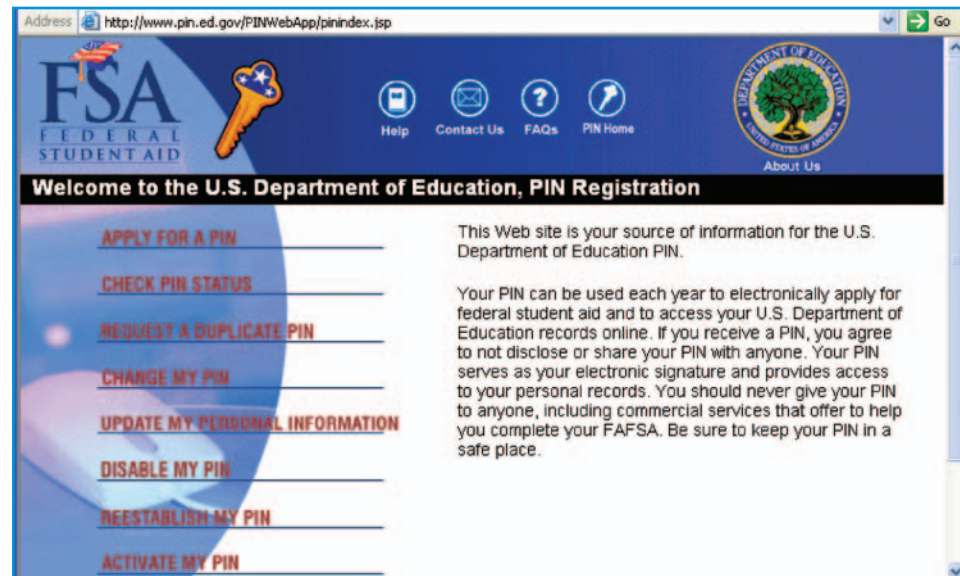 Address http://www.pin.ed.gov/PINWebApp/pinindex.jsp Go
FSA
FEDERAL
STUDENT AID
Help Contact Us FAQs PIN Home
DEPARTMENT OF EDUCATION
UNITED STATES OF AMERICA
About Us
Welcome to the U.S. Department of Education, PIN Registration
APPLY FOR A PIN
CHECK PIN STATUS
REQUEST A DUPLICATE PIN
CHANGE MY PIN
UPDATE MY PERSONAL INFORMATION
DISABLE MY PIN
REESTABLISH MY PIN
ACTIVATE MY PIN
This Web site is your source of information for the U.S.
Department of Education PIN.
Your PIN can be used each year to electronically apply for
federal student aid and to access your U.S. Department of
Education records online. If you receive a PIN, you agree
to not disclose or share your PIN with anyone. Your PIN
serves as your electronic signature and provides access
to your personal records. You should never give your PIN
to anyone, including commercial services that offer to help
you complete your FAFSA. Be sure to keep your PIN in a
safe place.